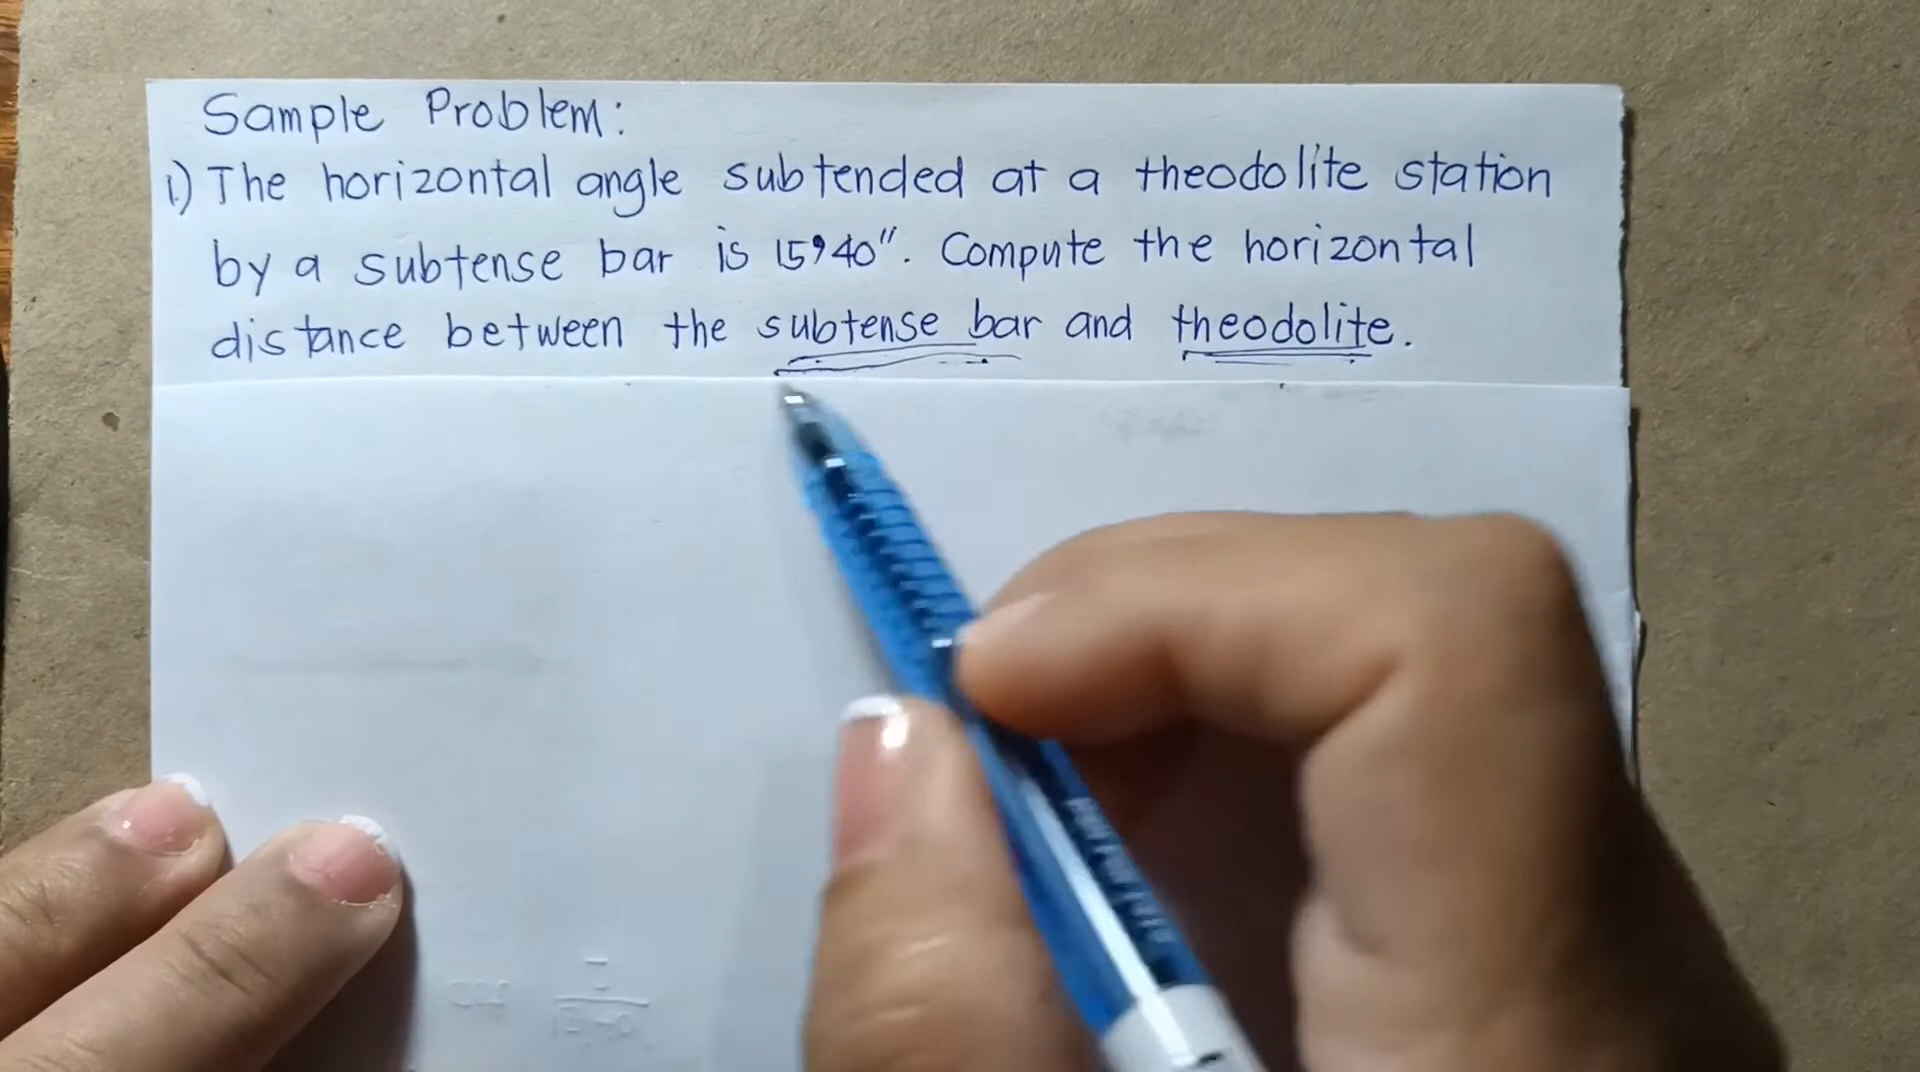 Sample Problem:
1.) The horizontal angle subtended at a theodolite station
by a subtense bar is 15'40". Compute the horizontal
distance between the subtense bar and theodolite.